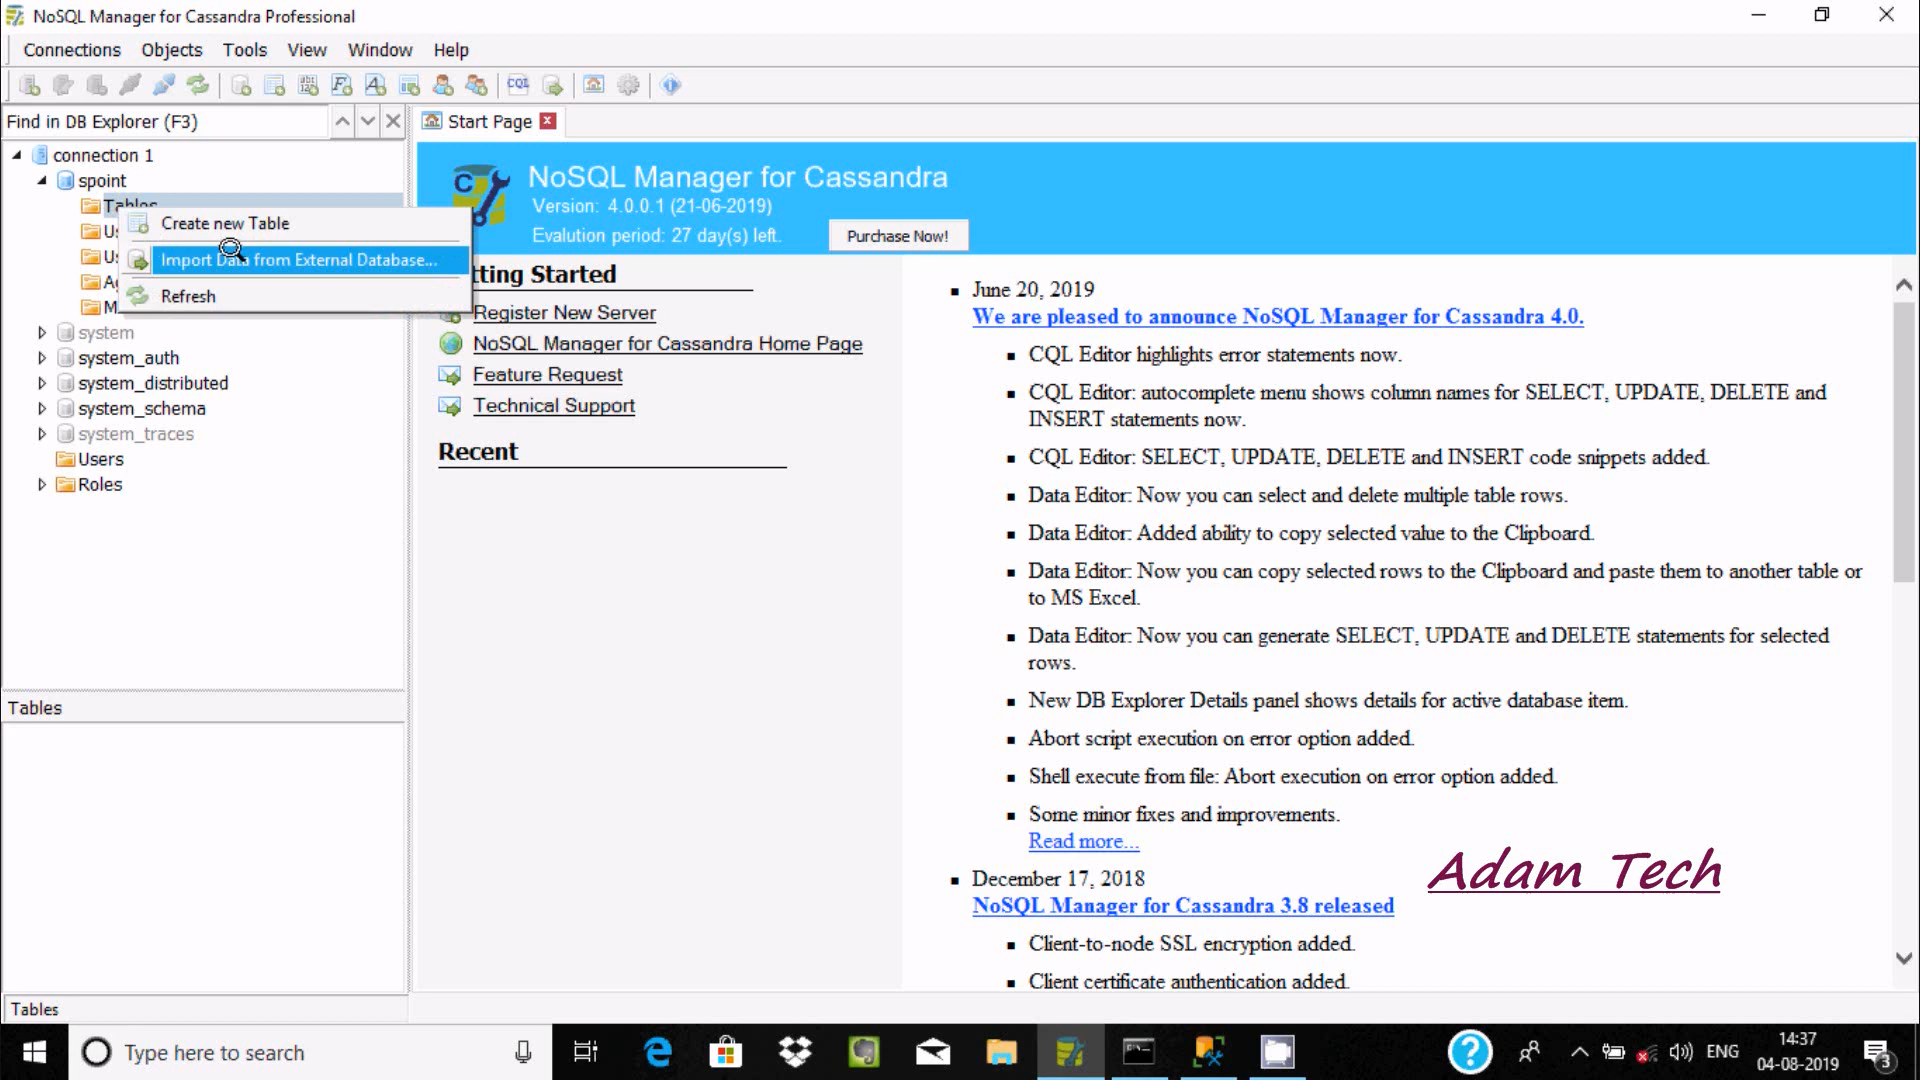 NoSQL Manager for Cassandra Professional
Connections Objects Tools View Window Help
Find in DB Explorer (F3)
Start Page
connection 1
spoint
Tables
Create new Table
Import Data from External Database...
Refresh
system
system_auth
system_distributed
system_schema
system_traces
Users
Roles
Tables
Tables
NoSQL Manager for Cassandra
Version: 4.0.0.1 (21-06-2019)
Evalution period: 27 day(s) left.
Purchase Now!
tting Started
Register New Server
NoSQL Manager for Cassandra Home Page
Feature Request
Technical Support
Recent
June 20, 2019
We are pleased to announce NoSQL Manager for Cassandra 4.0.
CQL Editor highlights error statements now.
CQL Editor: autocomplete menu shows column names for SELECT, UPDATE, DELETE and
INSERT statements now.
CQL Editor: SELECT, UPDATE, DELETE and INSERT code snippets added.
Data Editor: Now you can select and delete multiple table rows.
Data Editor: Added ability to copy selected value to the Clipboard.
Data Editor: Now you can copy selected rows to the Clipboard and paste them to another table or
to MS Excel.
Data Editor: Now you can generate SELECT, UPDATE and DELETE statements for selected
rows.
New DB Explorer Details panel shows details for active database item.
Abort script execution on error option added.
Shell execute from file: Abort execution on error option added.
Some minor fixes and improvements.
Read more...
December 17, 2018
NoSQL Manager for Cassandra 3.8 released
Client-to-node SSL encryption added.
Client certificate authentication added.
Adam Tech
Type here to search
ENG
14:37
04-08-2019
3